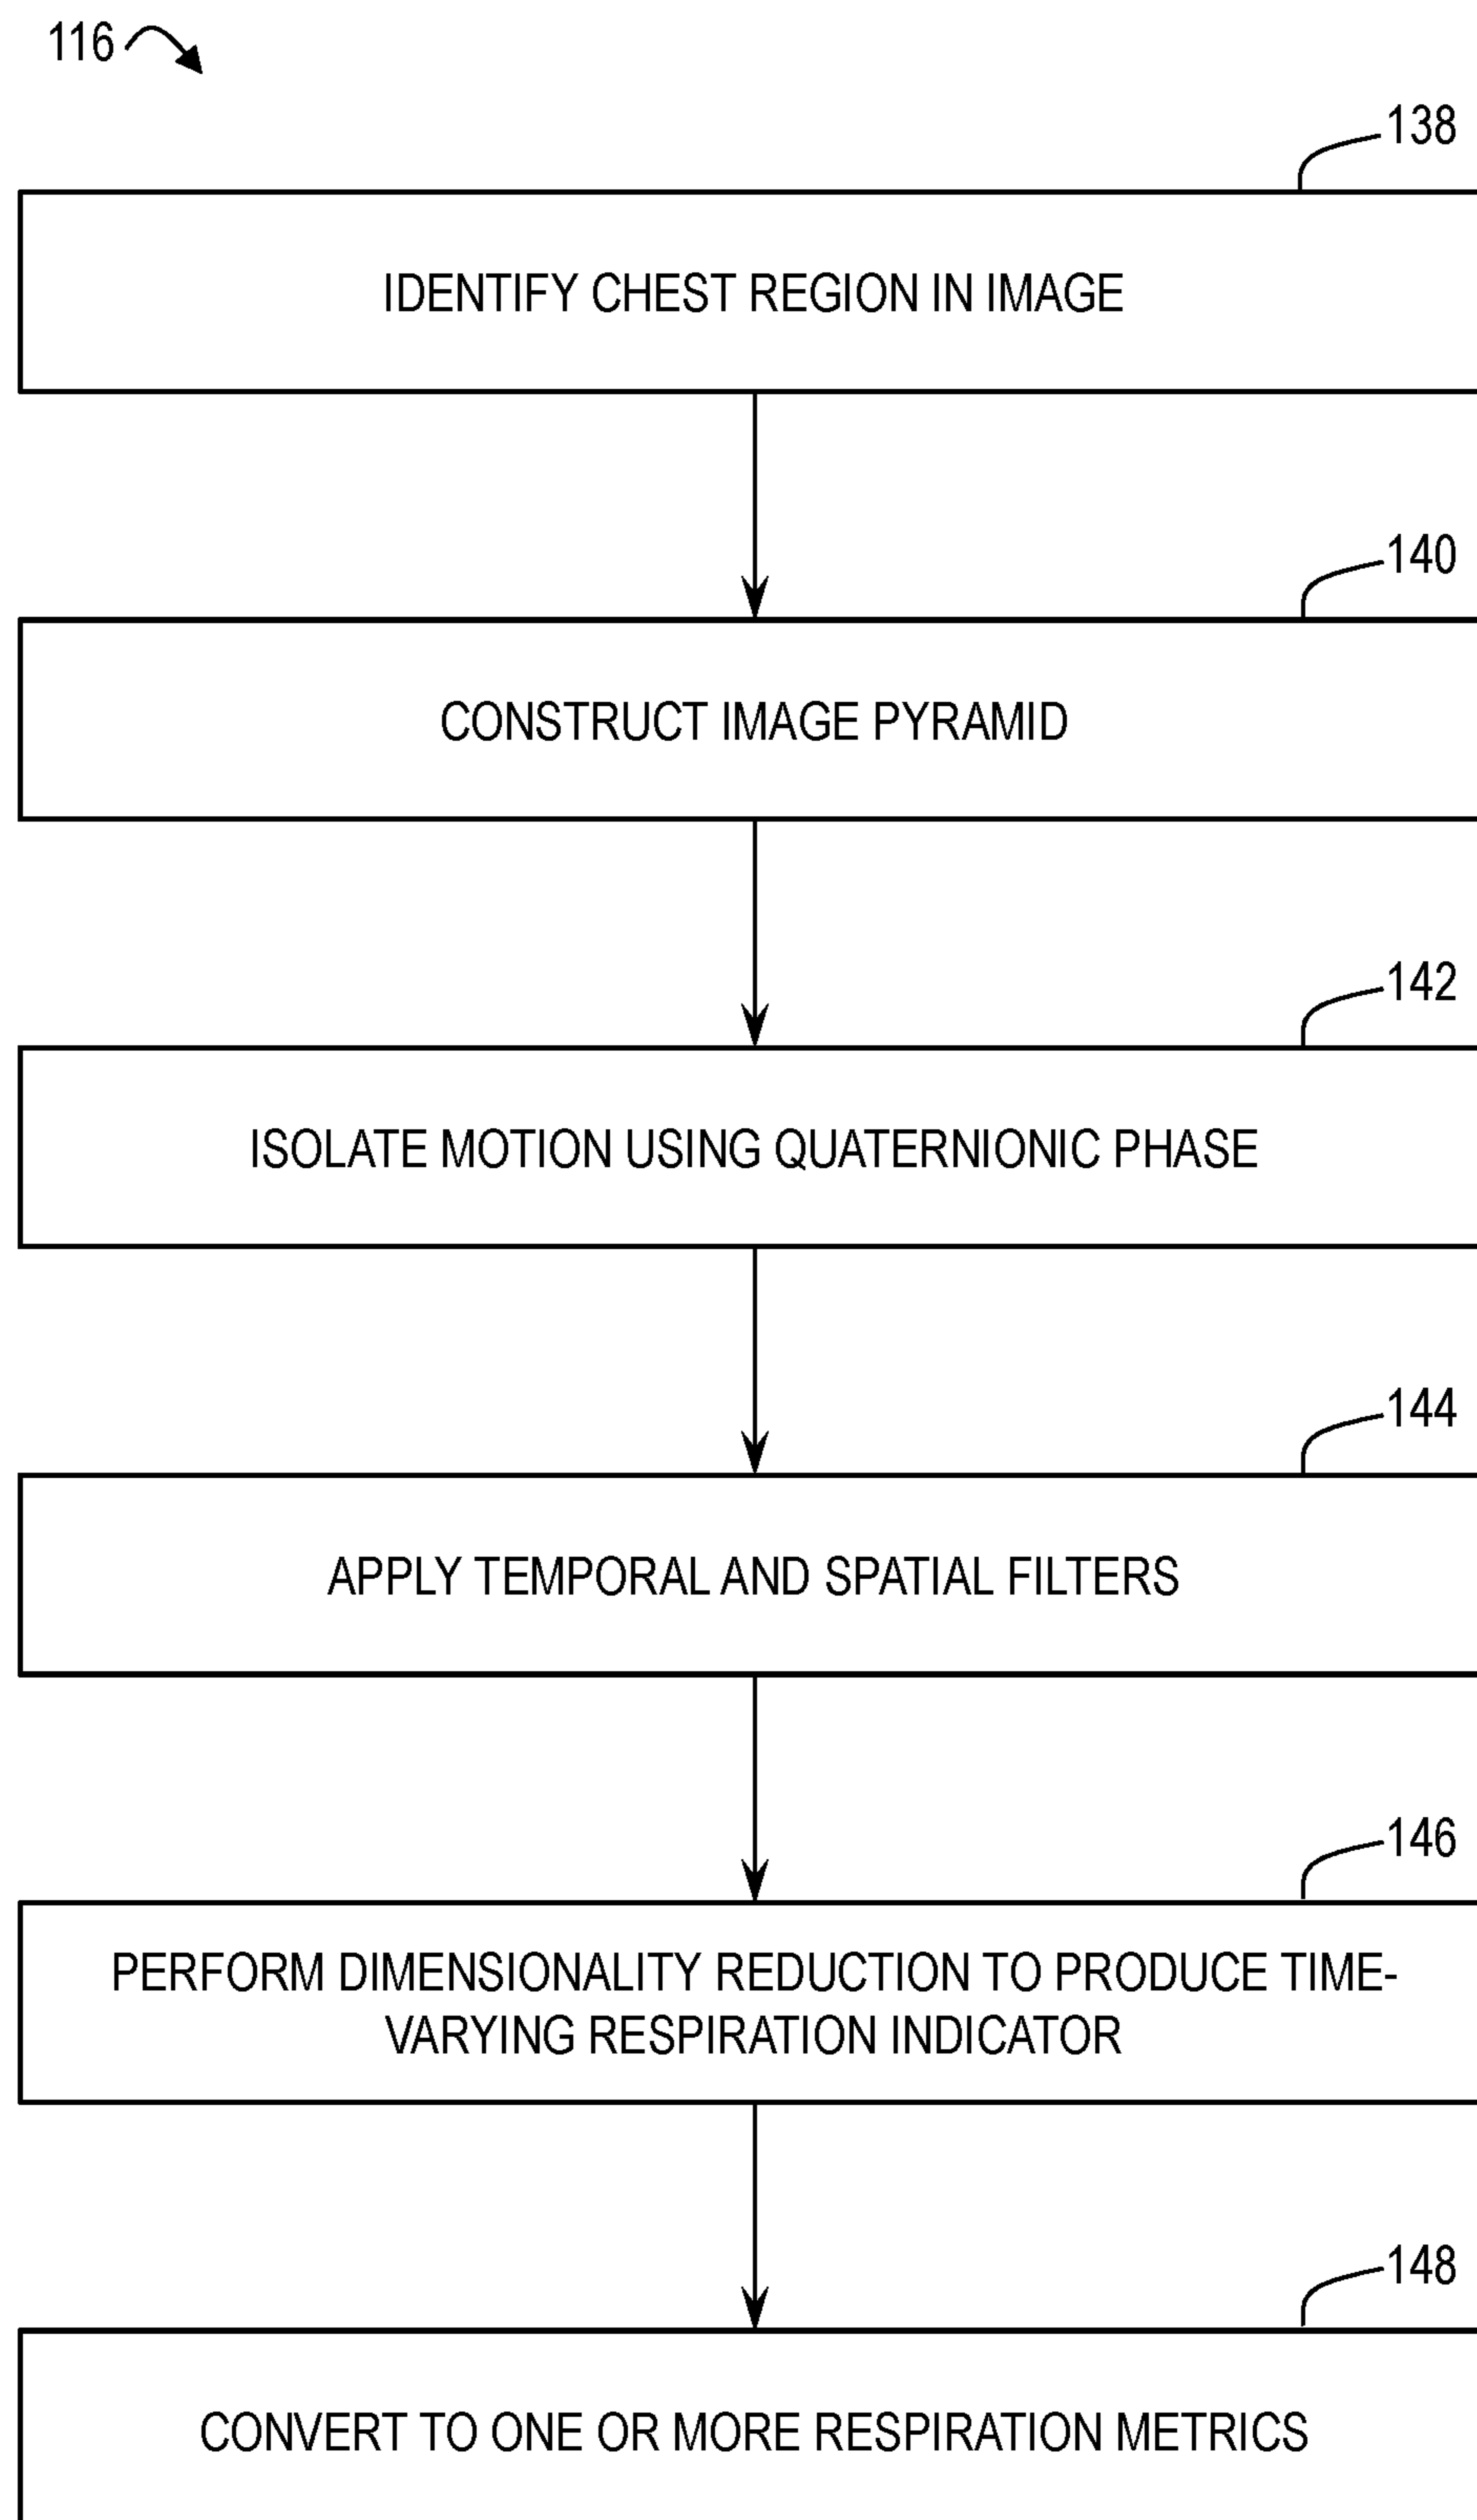 116
138
IDENTIFY CHEST REGION IN IMAGE
140
CONSTRUCT IMAGE PYRAMID
142
ISOLATE MOTION USING QUATERNIONIC PHASE
144
APPLY TEMPORAL AND SPATIAL FILTERS
146
PERFORM DIMENSIONALITY REDUCTION TO PRODUCE TIME-
VARYING RESPIRATION INDICATOR
148
CONVERT TO ONE OR MORE RESPIRATION METRICS